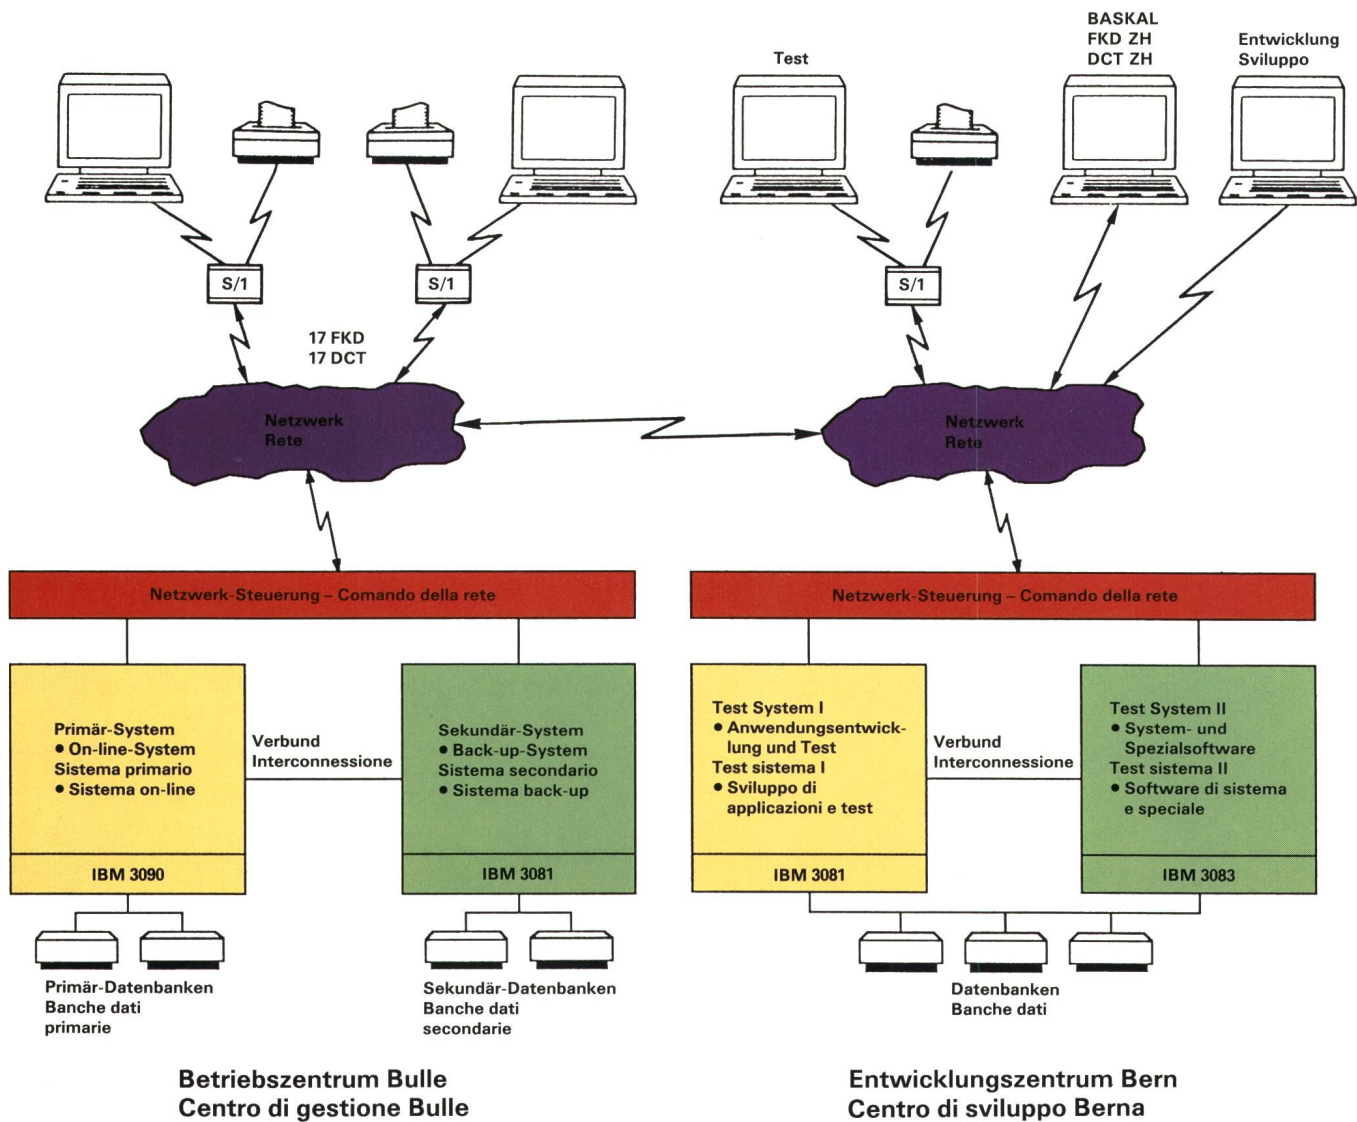 BASKAL
FKD ZH
DCT ZH
Test
Entwicklung
Sviluppo
S/1
S/1
S/1
17 FKD
17 DCT
Netzwerk
Rete
Netzwerk
Rete
Netzwerk-Steuerung – Comando della rete
Netzwerk-Steuerung – Comando della rete
Primär-System
● On-line-System
Sistema primario
● Sistema on-line
IBM 3090
Verbund
Interconnessione
Sekundär-System
● Back-up-System
Sistema secondario
● Sistema back-up
IBM 3081
Test System I
● Anwendungsentwick-
lung und Test
Test sistema I
● Sviluppo di
applicazioni e test
IBM 3081
Verbund
Interconnessione
Test System II
● System- und
Spezialsoftware
Test sistema II
● Software di sistema
e speciale
IBM 3083
Primär-Datenbanken
Banche dati
primarie
Sekundär-Datenbanken
Banche dati
secondarie
Datenbanken
Banche dati
Betriebszentrum Bulle
Centro di gestione Bulle
Entwicklungszentrum Bern
Centro di sviluppo Berna